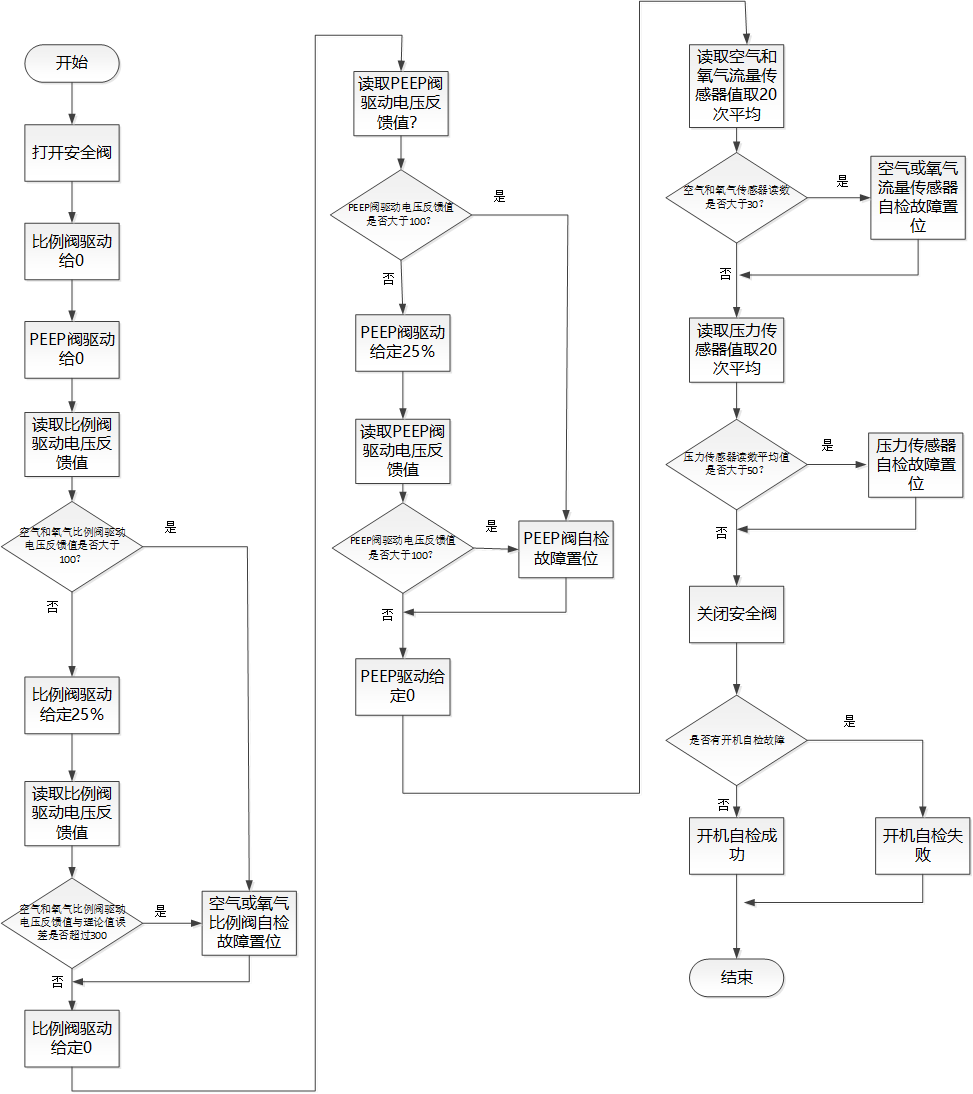 开始
打开安全阀
比例阀驱动
给0
PEEP阀驱动
给0
读取比例阀
驱动电压反
馈值
空气和氧气比例阀驱动
电压反馈值是否大于
100?
是
否
比例阀驱动
给定25%
读取比例阀
驱动电压反
馈值
空气和氧气比例阀驱动
电压反馈值与理论值误
差是否超过300
是
空气或氧气
比例阀自检
故障置位
否
比例阀驱动
给定0
读取PEEP阀
驱动电压反
馈值?
PEEP阀驱动电压反馈值
是否大于100?
是
否
PEEP阀驱动
给定25%
读取PEEP阀
驱动电压反
馈值
PEEP阀驱动电压反馈值
是否大于100?
是
PEEP阀自检
故障置位
否
PEEP驱动给
定0
读取空气和
氧气流量传
感器值取20
次平均
空气和氧气传感器读数
是否大于30?
是
空气或氧气
流量传感器
自检故障置
位
否
读取压力传
感器值取20
次平均
压力传感器读数平均值
是否大于50?
是
压力传感器
自检故障置
位
否
关闭安全阀
是否有开机自检故障
是
否
开机自检成
功
开机自检失
败
结束